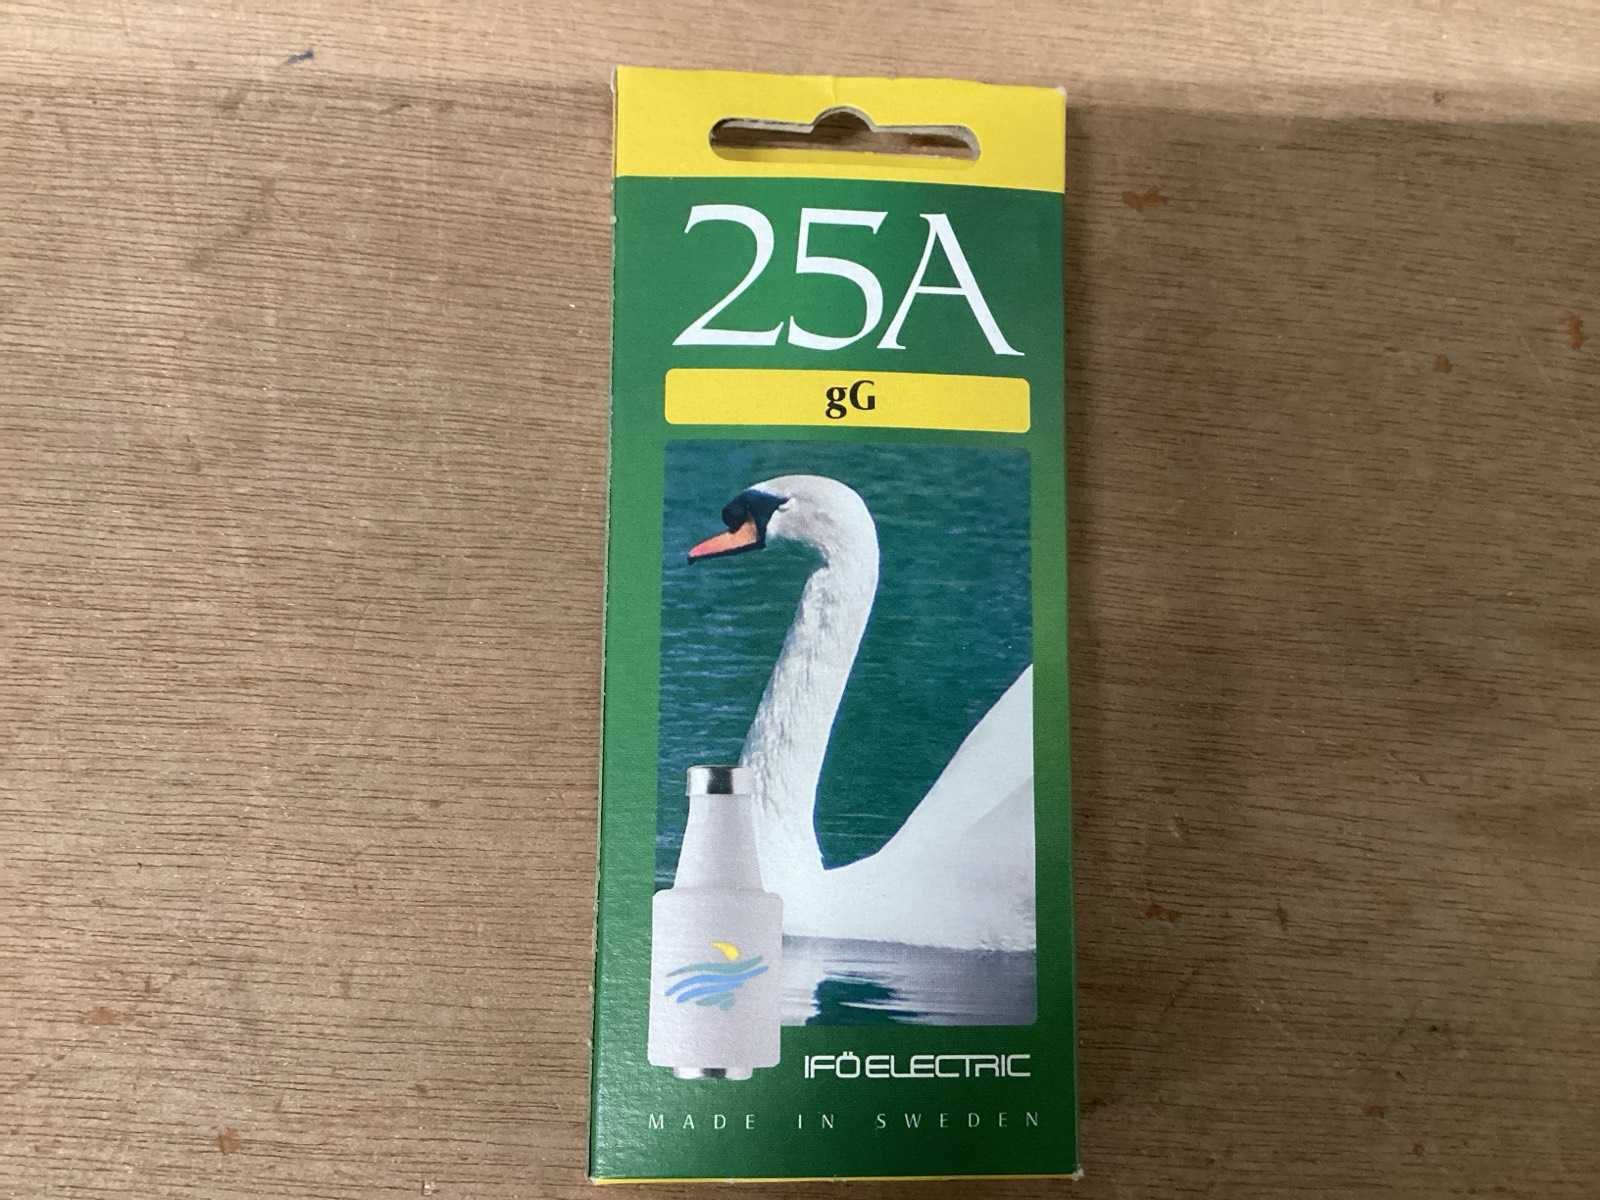 25A
gG
IFÖ ELECTRIC
MADE IN SWEDEN